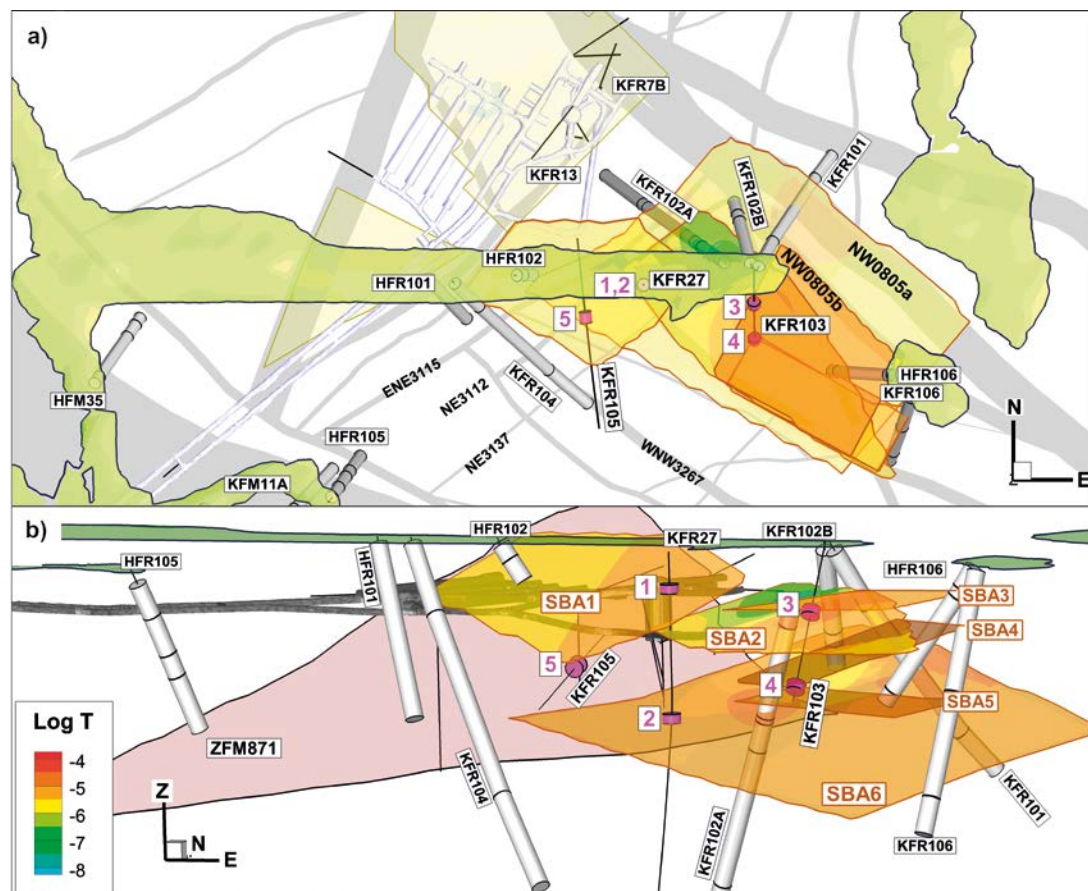 a)
KFR7B
KFR13
KFR102A
KFR102B
KFR101
NW0805a
NW0805b
HFR102
HFR101
1,2
KFR27
3
KFR103
4
5
HFR106
KFR106
ENE3115
NE3112
KFR104
KFR105
NE3137
WNW3267
HFM35
HFR105
KFM11A
N
E
b)
HFR102
KFR27
KFR102B
HFR105
HFR101
HFR106
SBA1
1
3
SBA3
SBA2
SBA4
5
KFR105
4
KFR103
SBA5
2
ZFM871
KFR104
SBA6
KFR101
KFR102A
KFR106
Log T
-4
-5
-6
-7
-8
Z
N
E